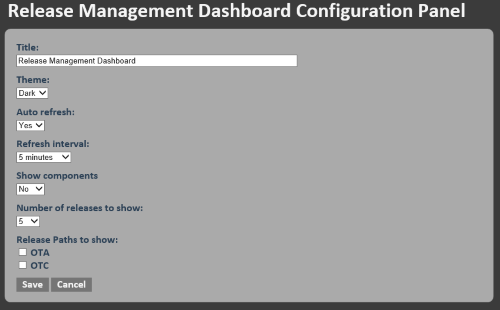 Release Management Dashboard Configuration Panel
Title:
Release Management Dashboard
Theme:
Dark
Auto refresh:
Yes
Refresh interval:
5 minutes
Show components
No
Number of releases to show:
5
Release Paths to show:
OTA
OTC
Save Cancel